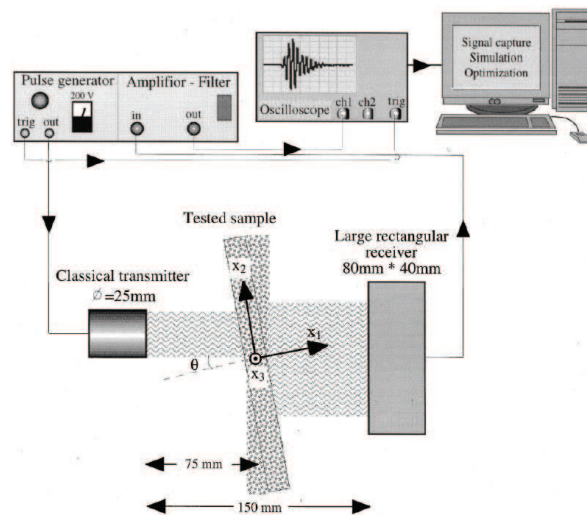 Pulse generator
200 V
trig out
Amplifior - Filter
in
out
Oscilloscope
ch1 ch2 trig
Signal capture
Simulation
Optimization
Tested sample
Classical transmitter
Ø =25mm
Large rectangular
receiver
80mm * 40mm
x2
x1
x3
θ
75 mm
150 mm